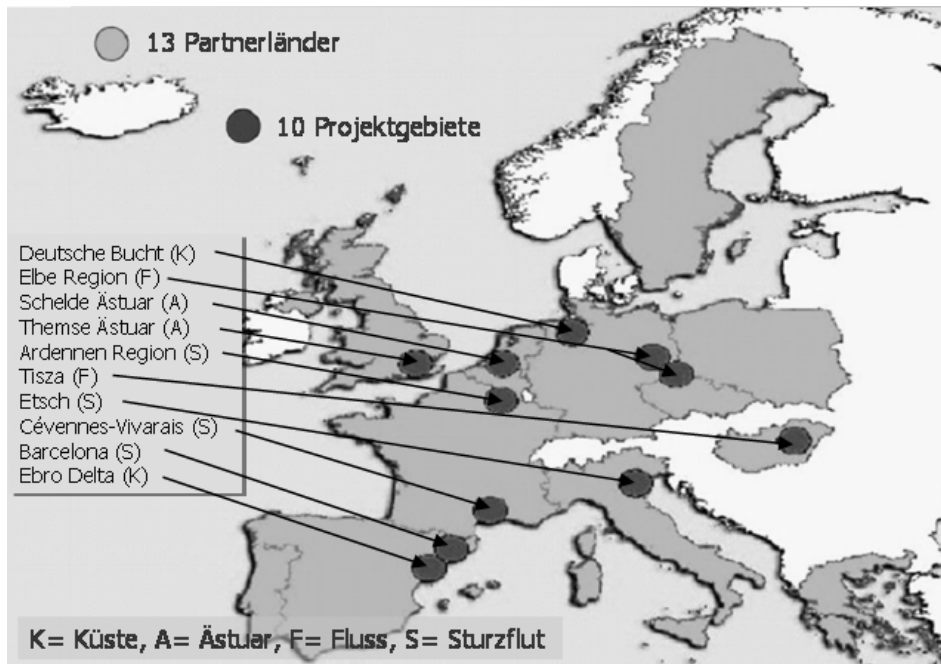 13 Partnerländer
10 Projektgebiete
Deutsche Bucht (K)
Elbe Region (F)
Schelde Ästuar (A)
Themse Ästuar (A)
Ardennen Region (S)
Tisza (F)
Etsch (S)
Cévennes-Vivarais (S)
Barcelona (S)
Ebro Delta (K)
K= Küste, A= Ästuar, F= Fluss, S= Sturzflut